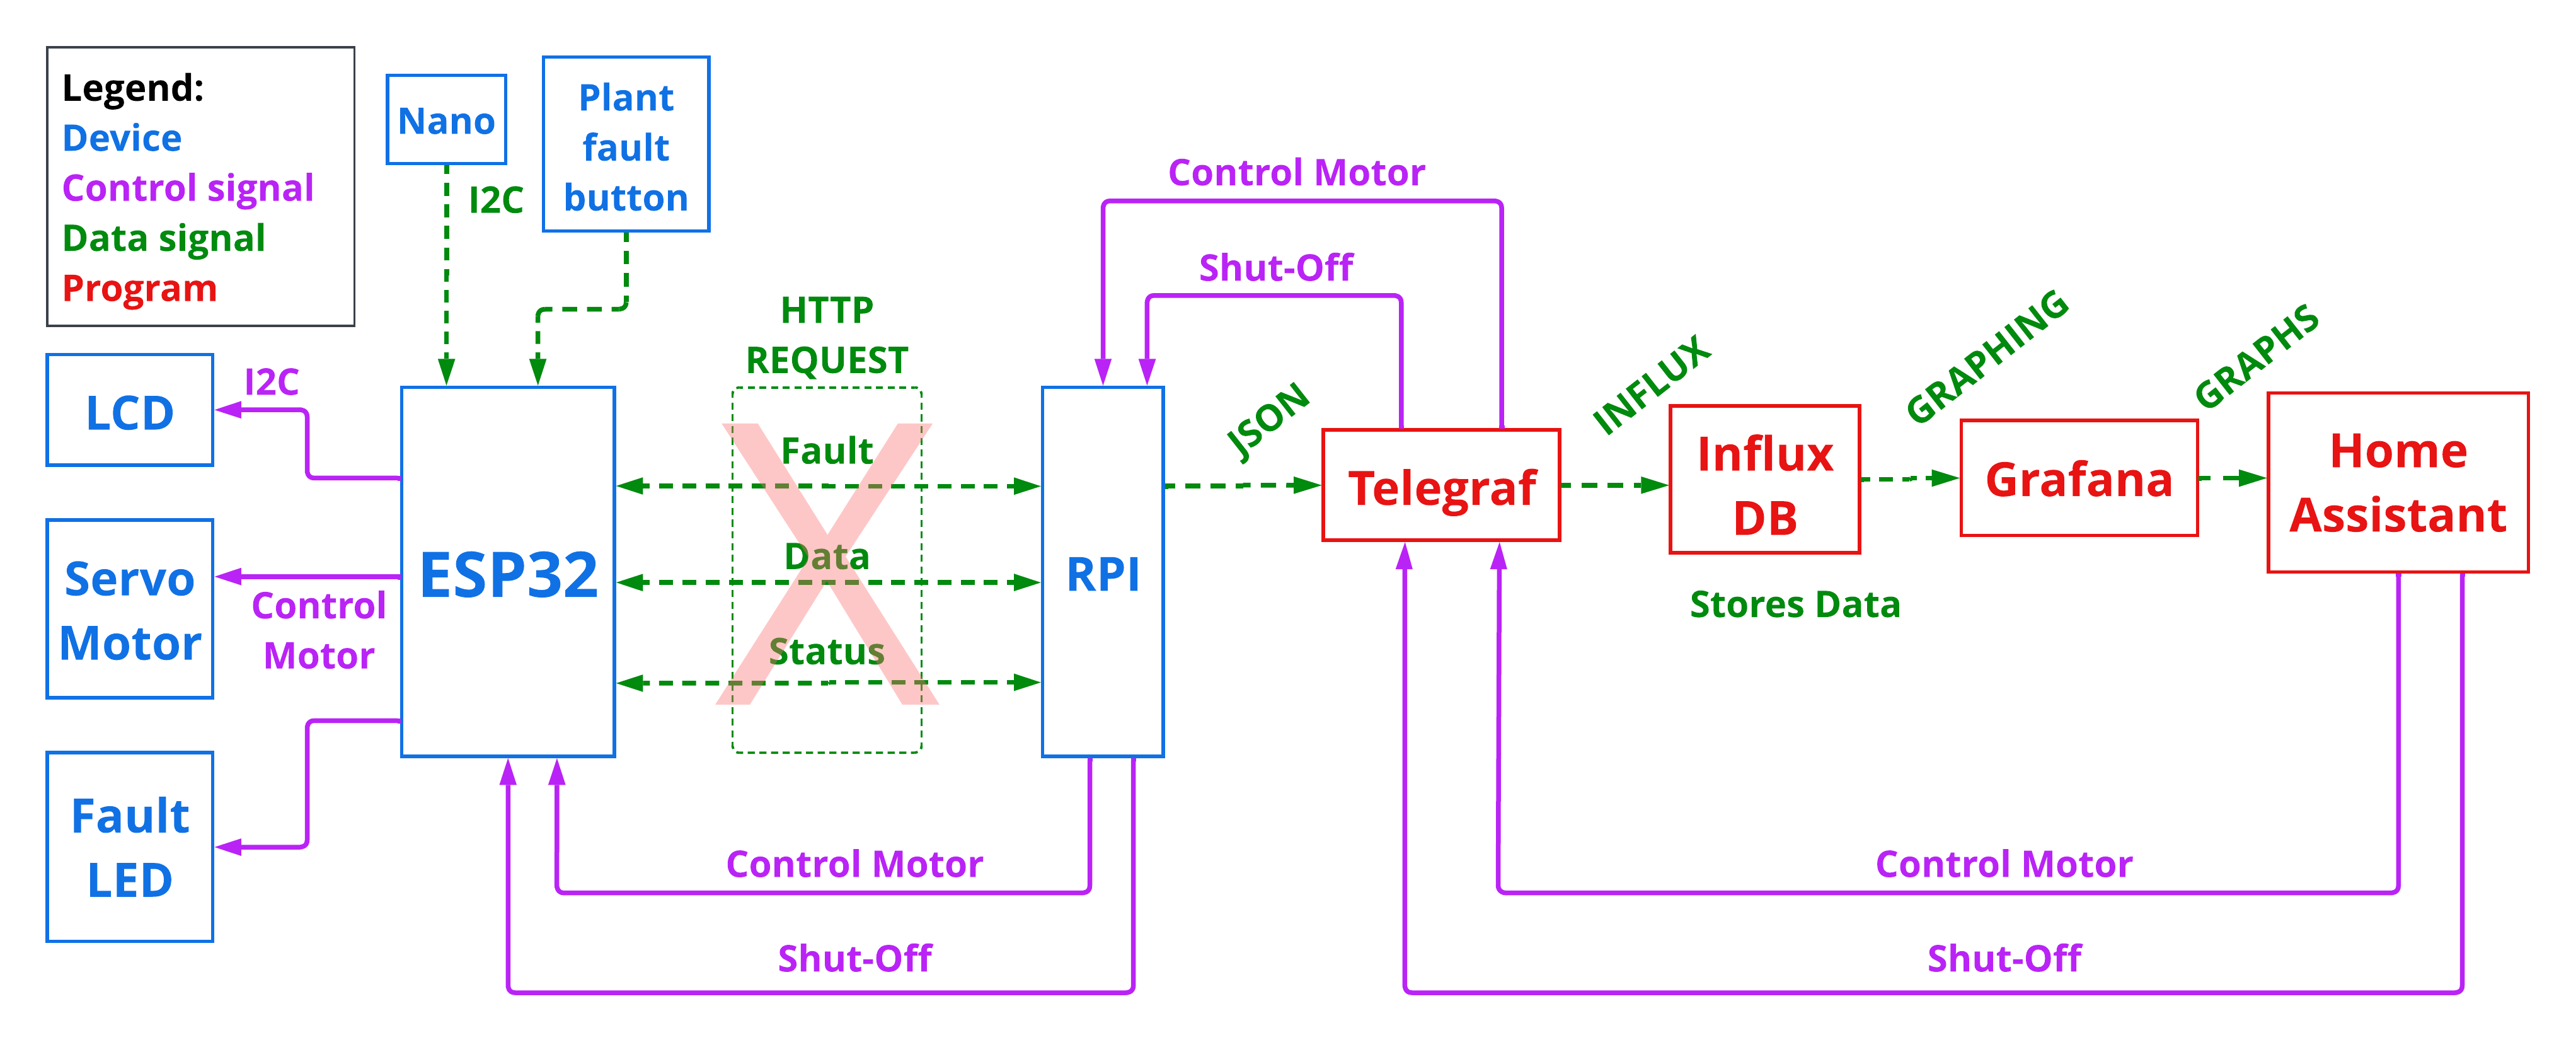 Legend:
Device
Control signal
Data signal
Program
Nano
I2C
Plant
fault
button
LCD
I2C
Servo
Motor
Control
Motor
Fault
LED
ESP32
HTTP
REQUEST
Fault
Data
Status
X
RPI
Control Motor
Shut-Off
Control Motor
Shut-Off
JSON
Telegraf
INFLUX
Influx
DB
Stores Data
GRAPHING
Grafana
GRAPHS
Home
Assistant
Control Motor
Shut-Off